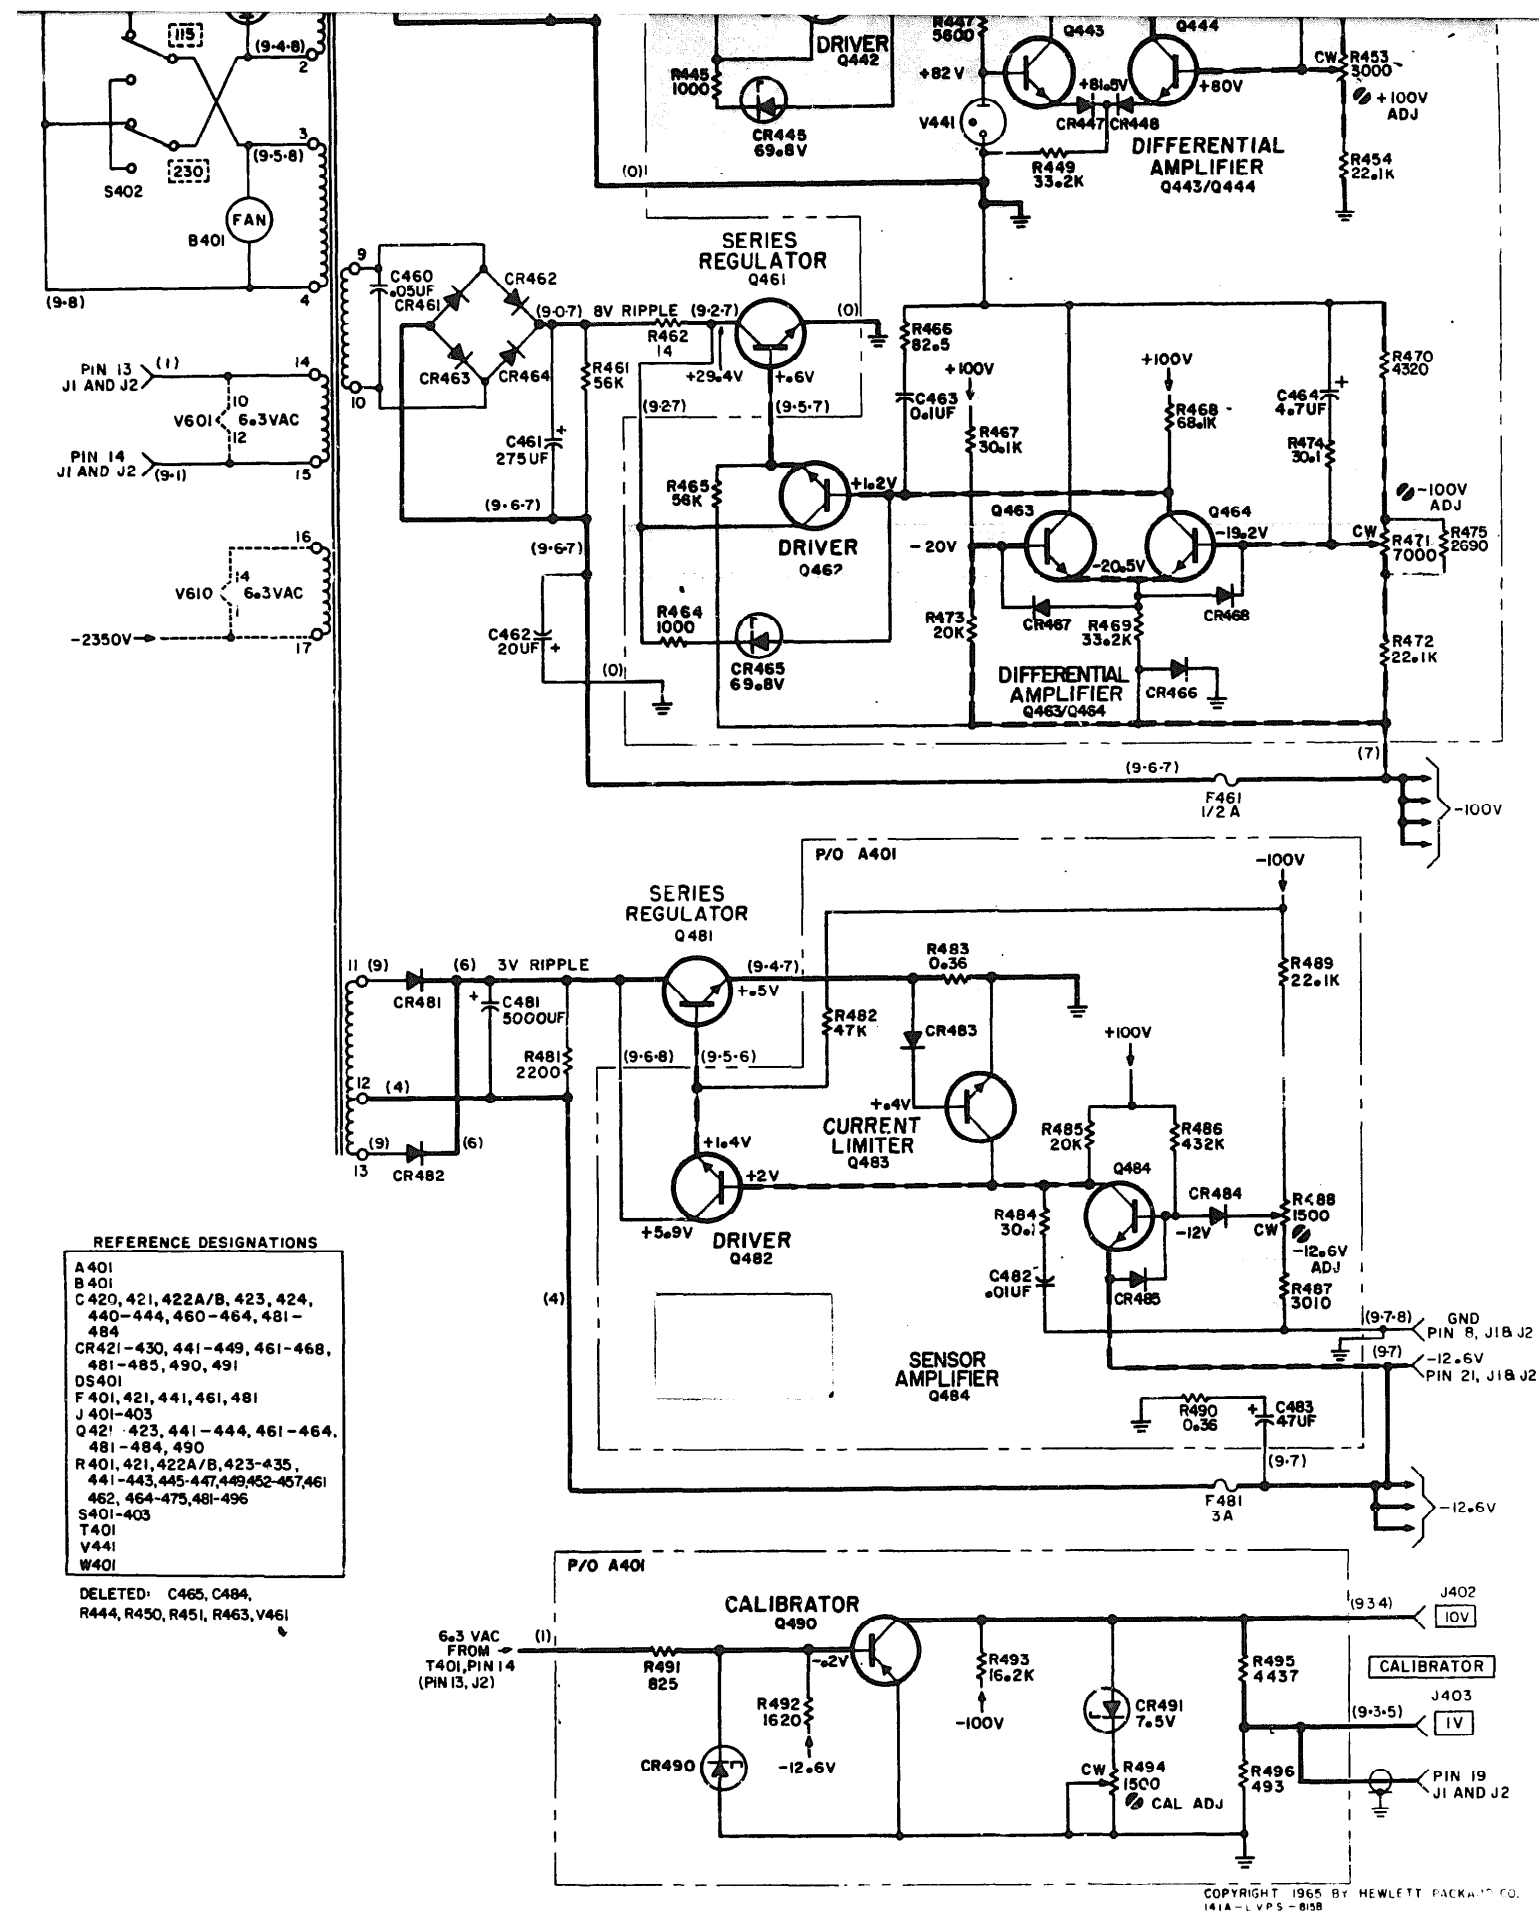 115
(9·4·8)
2
3
(9·5·8)
230
S402
FAN
B401
(9·8)
4
DRIVER
Q442
R445
1000
CR445
69.8V
R447
5600
+82V
V441
Q443
Q444
+81.5V
+80V
CR447
CR448
R449
33.2K
DIFFERENTIAL
AMPLIFIER
Q443/Q444
CW
R453
3000
+100V
ADJ
R454
22.1K
(0)
9
10
C460
.05UF
CR461
CR462
CR463
CR464
(9·0·7)
8V RIPPLE
(9·2·7)
R462
14
R461
56K
+29.4V
SERIES
REGULATOR
Q461
(0)
+.6V
(9·2·7)
(9·5·7)
C461
275UF
+
(9·6·7)
(9·6·7)
C462
20UF
+
(0)
PIN 13
J1 AND J2
(1)
14
V601
10
6.3VAC
12
PIN 14
J1 AND J2
(9·1)
15
16
V610
14
6.3VAC
1
-2350V
17
R466
82.5
C463
0.1UF
+100V
R467
30.1K
+100V
R468
68.1K
C464
4.7UF
+
R474
30.1
R470
4320
R465
56K
+1.2V
DRIVER
Q462
-20V
Q463
Q464
-19.2V
-20.5V
CW
-100V
ADJ
R471
7000
R475
2690
R464
1000
CR465
69.8V
R473
20K
CR467
R469
33.2K
CR468
CR466
R472
22.1K
DIFFERENTIAL
AMPLIFIER
Q463/Q464
(7)
(9·6·7)
F461
1/2 A
-100V
P/O A401
-100V
SERIES
REGULATOR
Q481
11
(9)
CR481
(6)
3V RIPPLE
+
C481
5000UF
R481
2200
12
(4)
(9)
CR482
(6)
13
(9·4·7)
+.5V
(9·6·8)
(9·5·6)
R482
47K
R483
0.36
CR483
+.4V
CURRENT
LIMITER
Q483
+100V
R485
20K
R486
432K
R489
22.1K
+1.4V
+2V
+5.9V
DRIVER
Q482
R484
30.1
C482
.01UF
Q484
-12V
CR484
CR485
CW
R488
1500
-12.6V
ADJ
R487
3010
(4)
SENSOR
AMPLIFIER
Q484
(9·7·8)
GND
PIN 8, J1 & J2
(9·7)
-12.6V
PIN 21, J1 & J2
R490
0.36
+
C483
47UF
(9·7)
F481
3A
-12.6V
REFERENCE DESIGNATIONS
A401
B401
C420, 421, 422A/B, 423, 424,
440-444, 460-464, 481-
484
CR421-430, 441-449, 461-468,
481-485, 490, 491
DS401
F401, 421, 441, 461, 481
J401-403
Q421-423, 441-444, 461-464,
481-484, 490
R401, 421, 422A/B, 423-435,
441-443, 445-447, 449, 452-457, 461
462, 464-475, 481-496
S401-403
T401
V441
W401
DELETED: C465, C484,
R444, R450, R451, R463, V461
P/O A401
CALIBRATOR
Q490
6.3 VAC
FROM
T401, PIN 14
(PIN 13, J2)
(1)
R491
825
-.2V
R492
1620
-12.6V
CR490
R493
16.2K
-100V
CR491
7.5V
CW
R494
1500
CAL ADJ
R495
4437
R496
493
(934)
J402
10V
CALIBRATOR
J403
(9·3·5)
1V
PIN 19
J1 AND J2
COPYRIGHT 1965 BY HEWLETT PACKARD CO.
141A-LVPS-815B